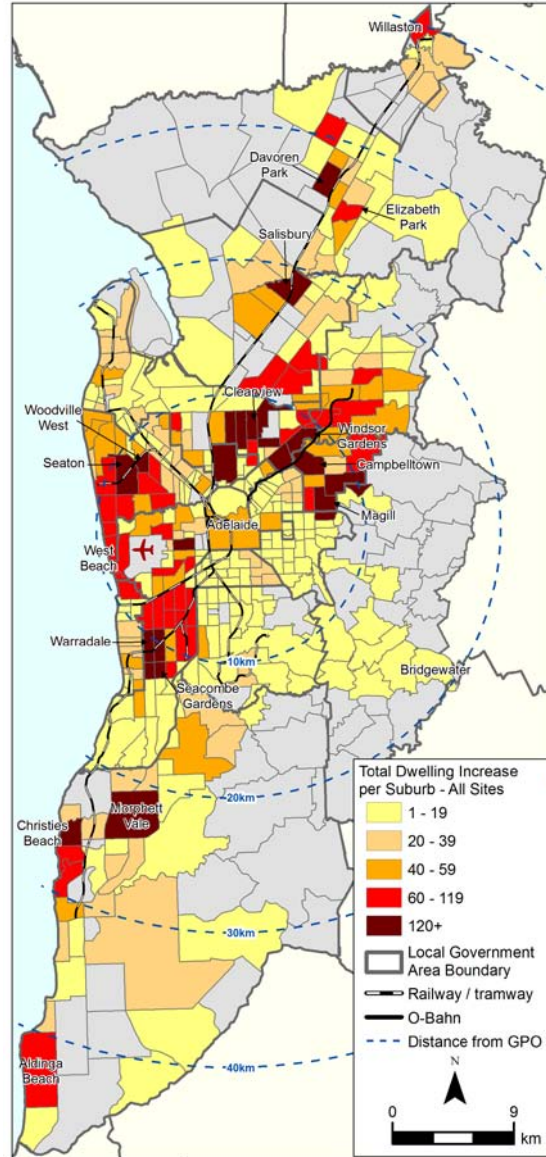 Willaston
Davoren
Park
Elizabeth
Park
Salisbury
Clearview
Woodville
West
Windsor
Gardens
Seaton
Campbelltown
Magill
Adelaide
West
Beach
Warradale
10km
Bridgewater
Seacombe
Gardens
20km
Christies
Beach
Morphett
Vale
30km
Aldinga
Beach
40km
Total Dwelling Increase
per Suburb - All Sites
1 - 19
20 - 39
40 - 59
60 - 119
120+
Local Government
Area Boundary
Railway / tramway
O-Bahn
Distance from GPO
N
0 9
km